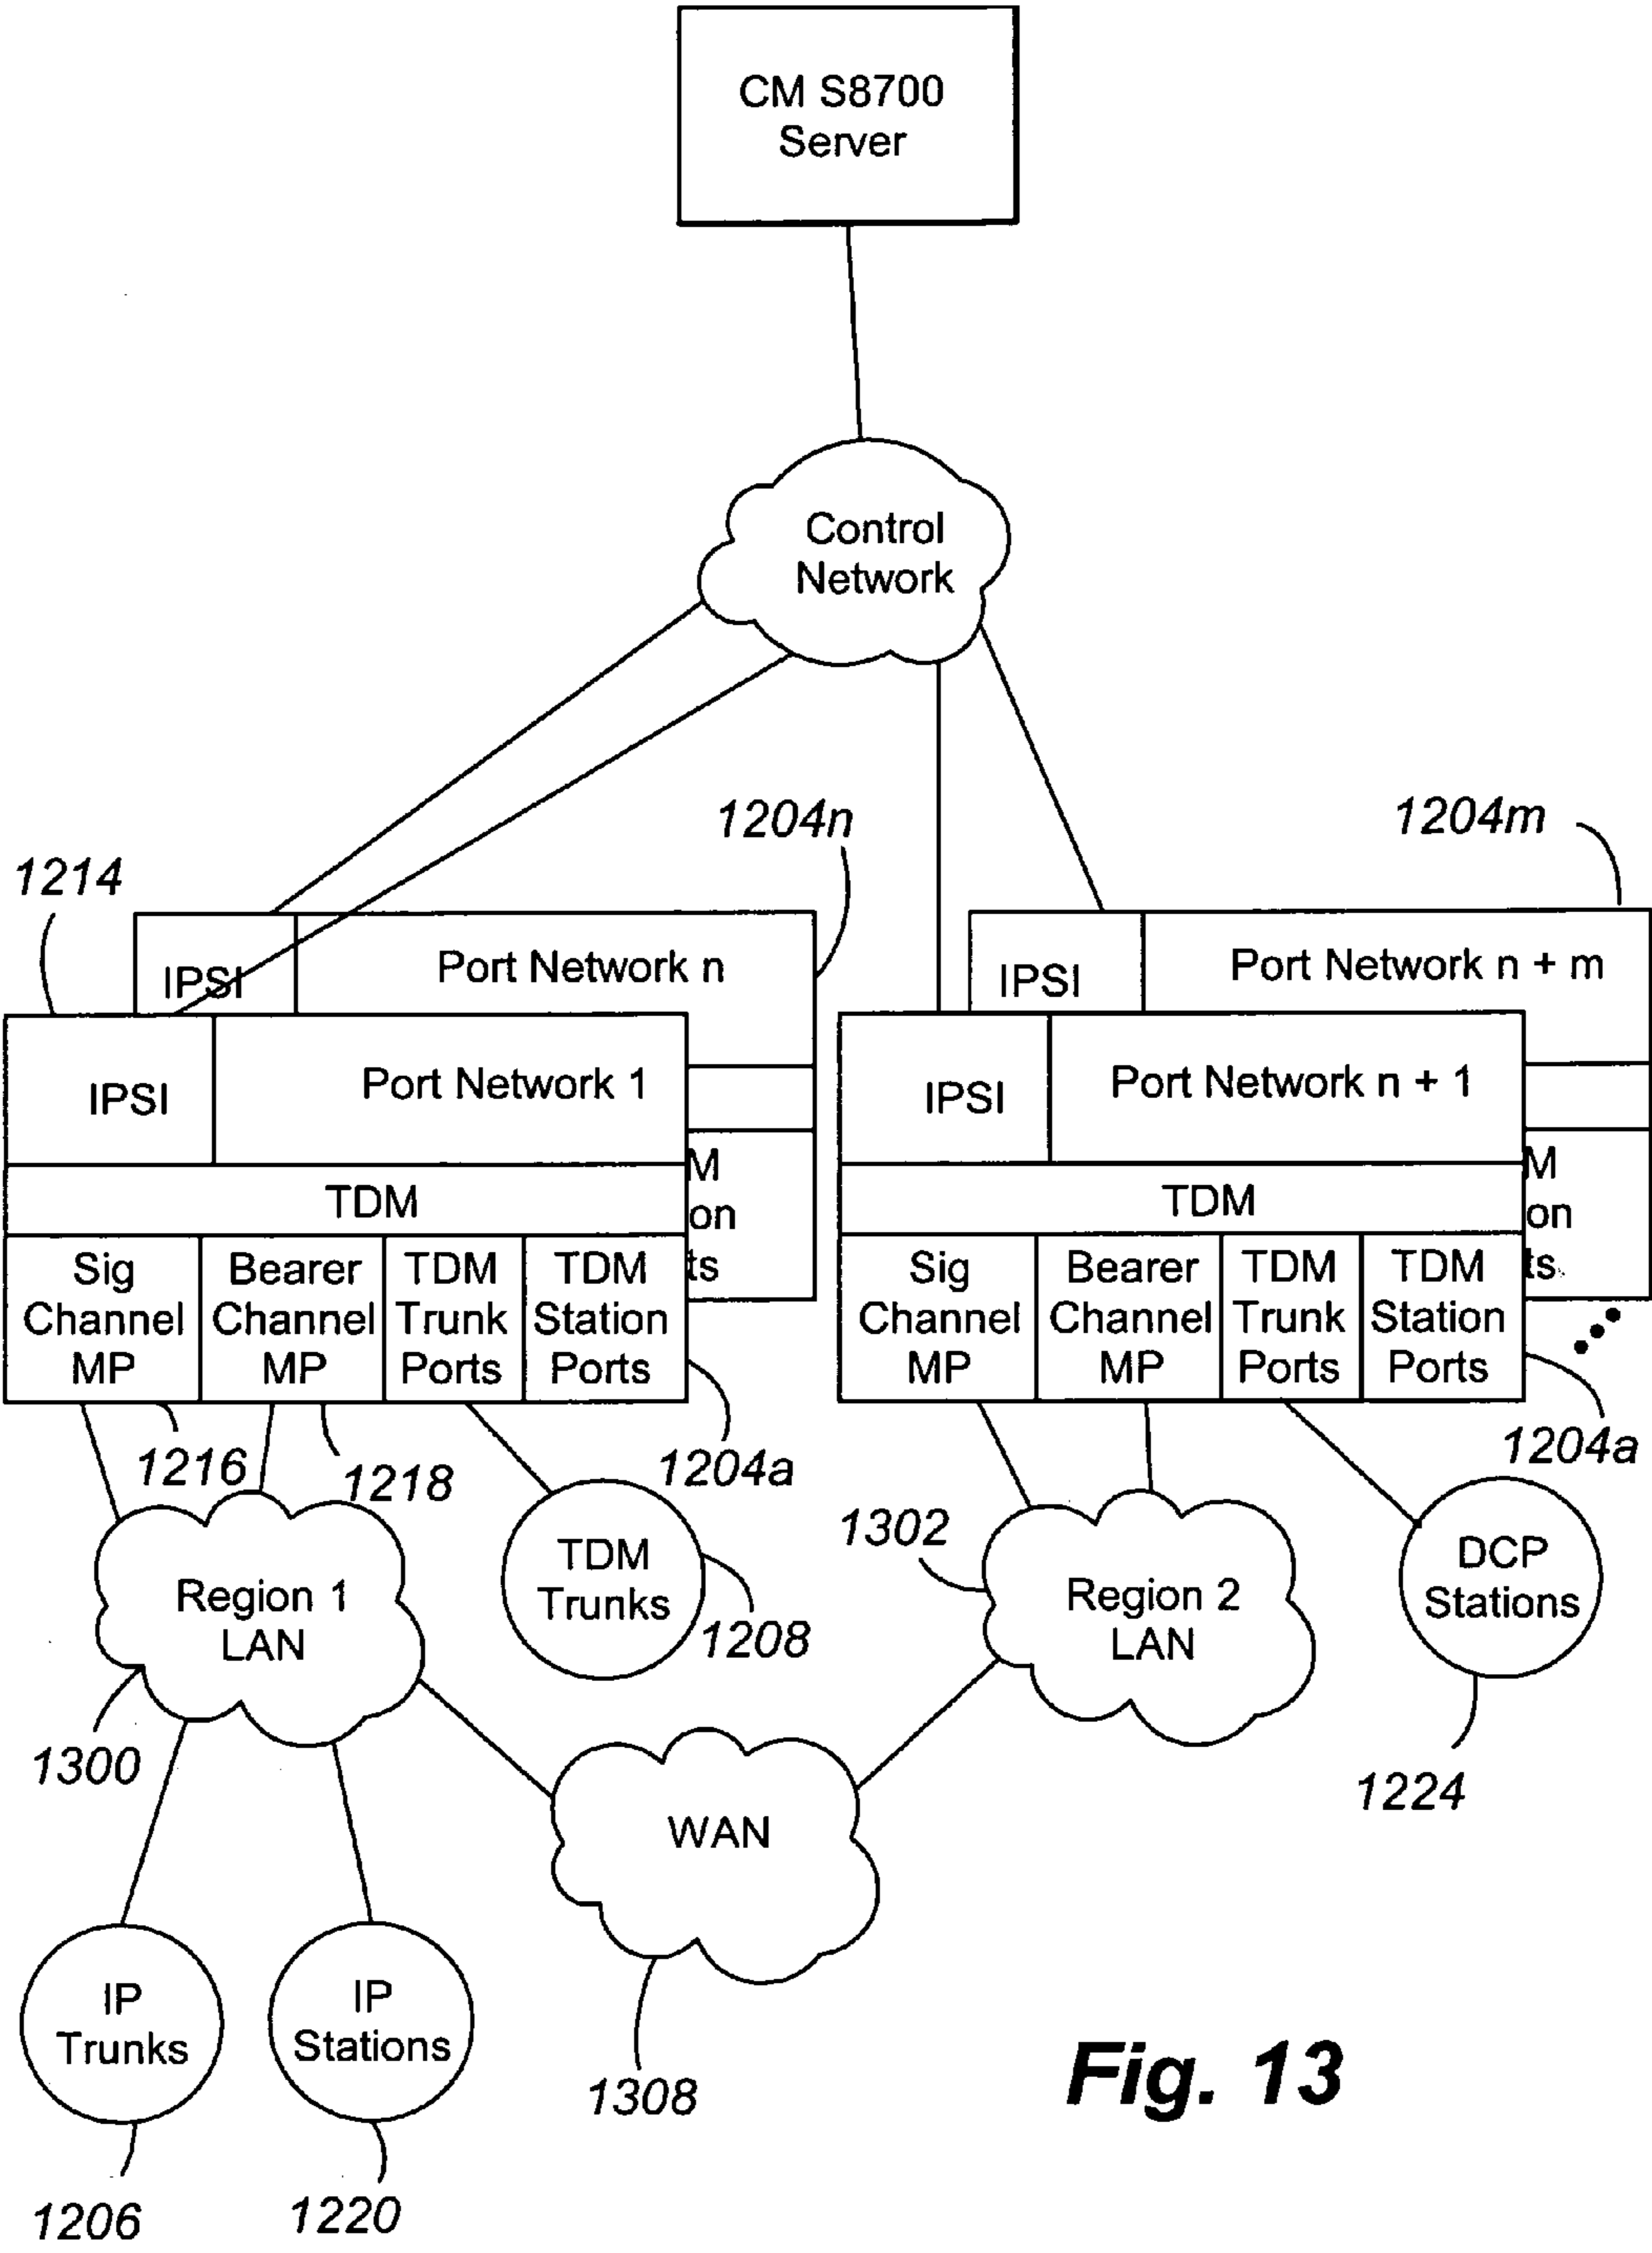 CM S8700
Server
Control
Network
1204n
1204m
1214
IPSI
Port Network n
IPSI
Port Network n + m
IPSI
Port Network 1
IPSI
Port Network n + 1
M
on
ts
M
on
ts
TDM
TDM
Sig
Channel
MP
Bearer
Channel
MP
TDM
Trunk
Ports
TDM
Station
Ports
Sig
Channel
MP
Bearer
Channel
MP
TDM
Trunk
Ports
TDM
Station
Ports
1216
1218
1204a
1204a
Region 1
LAN
TDM
Trunks
1208
1302
Region 2
LAN
DCP
Stations
1300
1224
WAN
IP
Trunks
IP
Stations
1308
1206
1220
Fig. 13